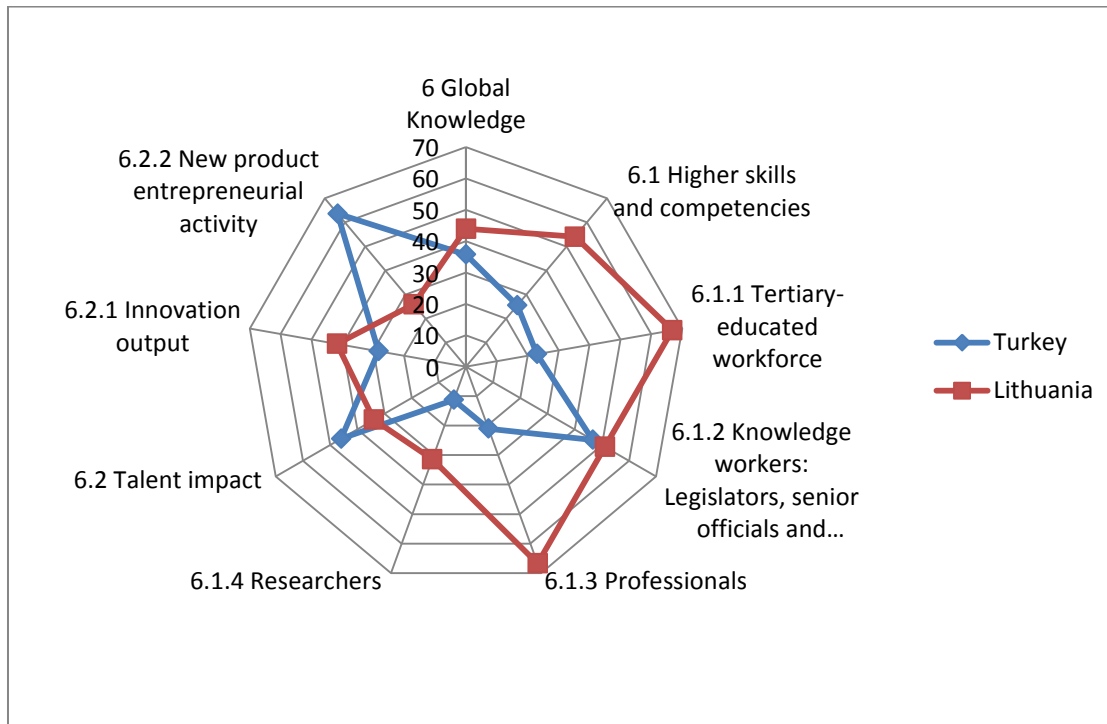 6 Global
Knowledge
70
60
50
40
30
20
10
0
6.1 Higher skills
and competencies
6.1.1 Tertiary-
educated
workforce
6.1.2 Knowledge
workers:
Legislators, senior
officials and…
6.1.3 Professionals
6.1.4 Researchers
6.2 Talent impact
6.2.1 Innovation
output
6.2.2 New product
entrepreneurial
activity
Turkey
Lithuania